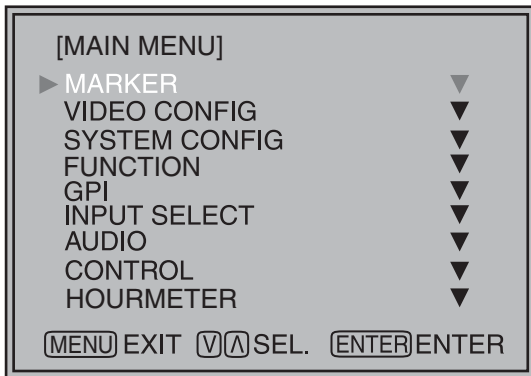 [MAIN MENU]
MARKER
VIDEO CONFIG
SYSTEM CONFIG
FUNCTION
GPI
INPUT SELECT
AUDIO
CONTROL
HOURMETER
MENU EXIT V Λ SEL. ENTER ENTER